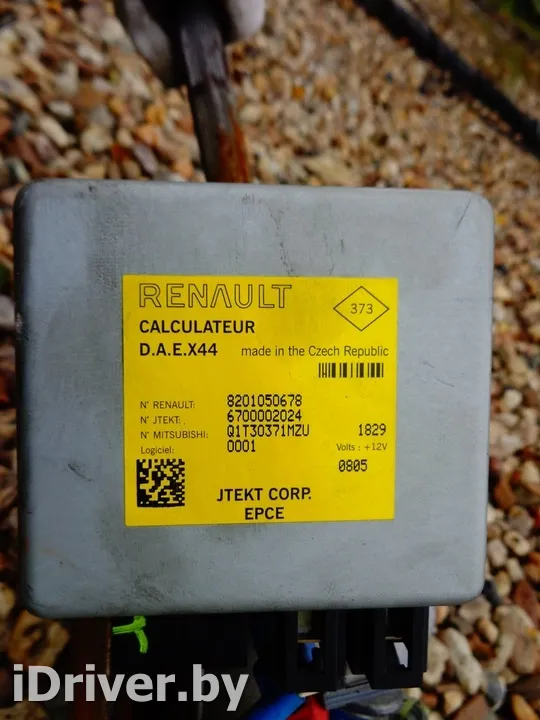 RENAULT
373
CALCULATEUR
D.A.E.X44 made in the Czech Republic
N° RENAULT: 8201050678
N° JTEKT: . 6700002024
N° MITSUBISHI: Q1T30371MZU 1829
Logiciel: 0001 Volts : +12V
0805
JTEKT CORP.
EPCE
iDriver.by